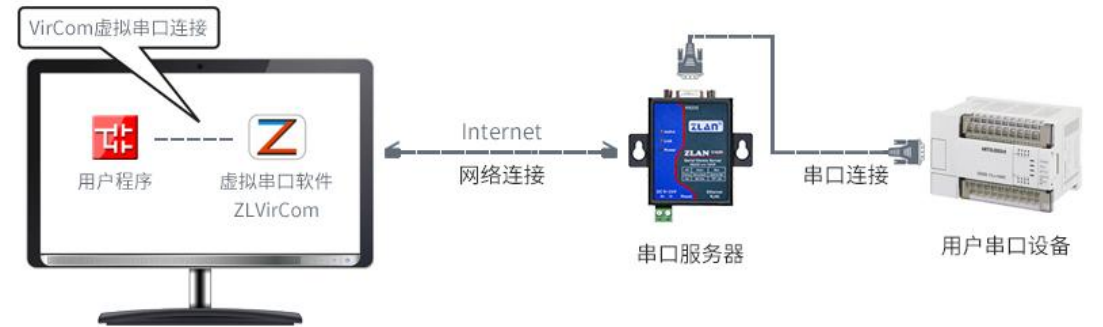 VirCom虚拟串口连接
用户程序
虚拟串口软件
ZLVirCom
Internet
网络连接
ZLAN
ZLAN
串口服务器
串口连接
MITSUBISHI
用户串口设备